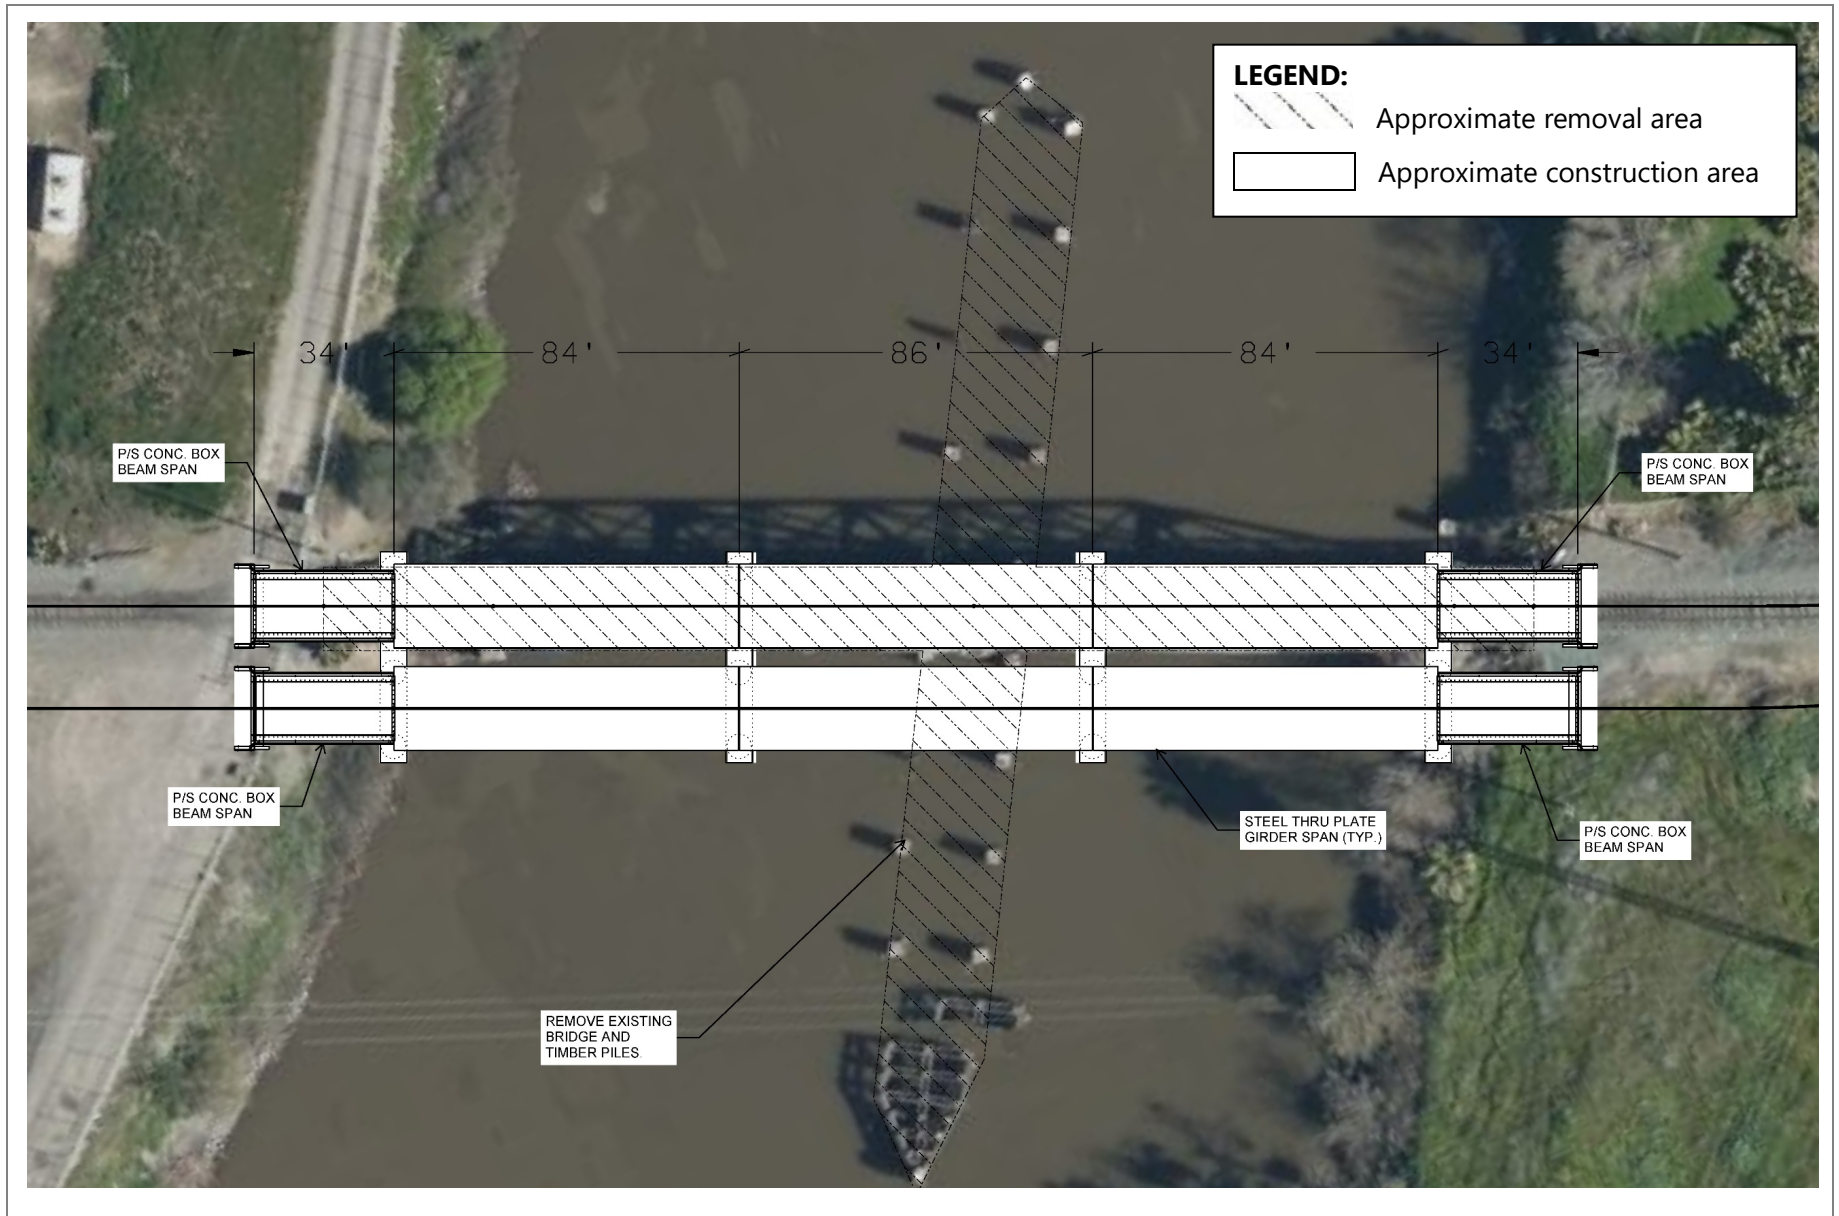 LEGEND:
Approximate removal area
Approximate construction area
34'
84'
86'
84'
34'
P/S CONC. BOX
BEAM SPAN
P/S CONC. BOX
BEAM SPAN
P/S CONC. BOX
BEAM SPAN
STEEL THRU PLATE
GIRDER SPAN (TYP.)
P/S CONC. BOX
BEAM SPAN
REMOVE EXISTING
BRIDGE AND
TIMBER PILES.